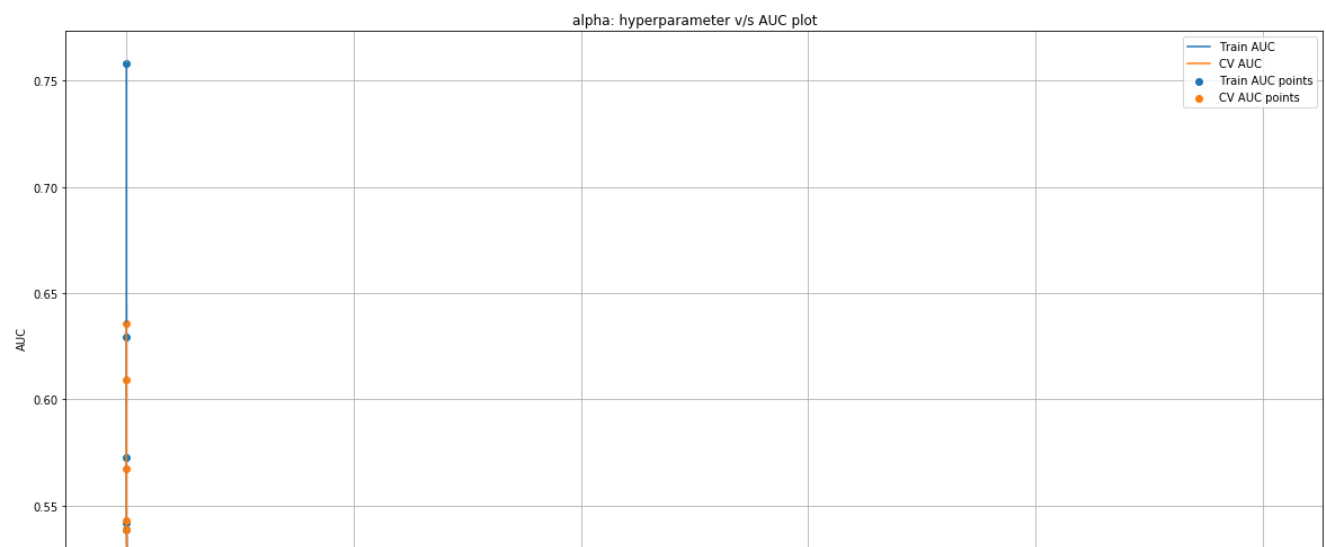 alpha: hyperparameter v/s AUC plot
Train AUC
CV AUC
Train AUC points
CV AUC points
0.75
0.70
0.65
0.60
0.55
AUC